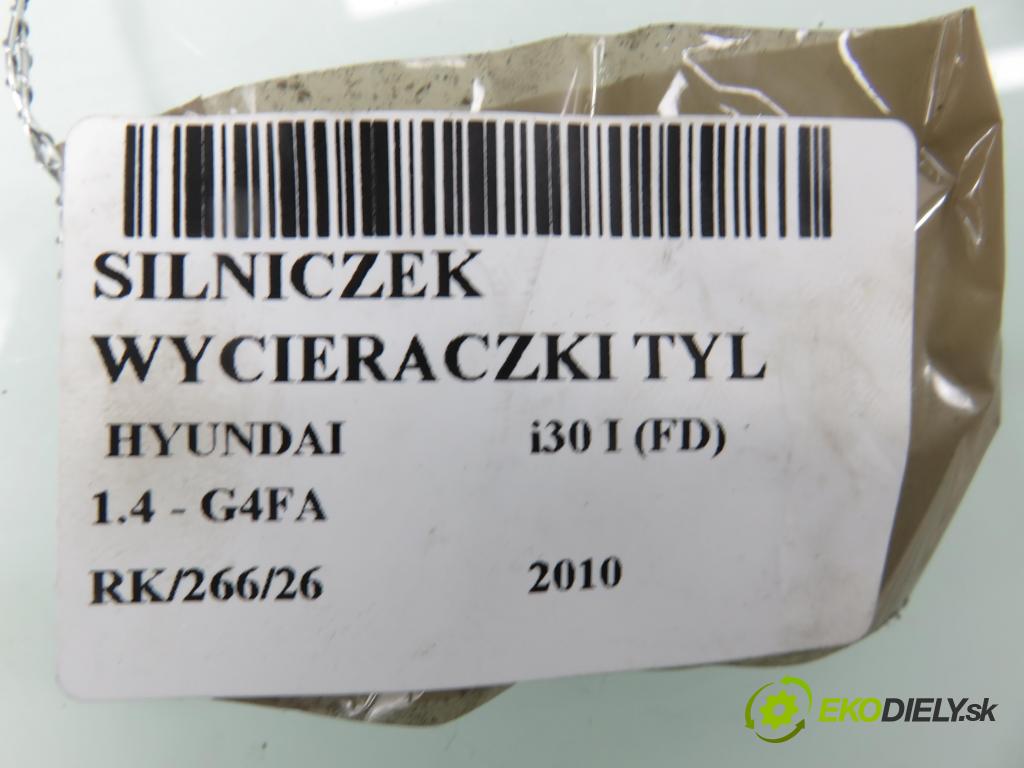 SILNICZEK
WYCIERACZKI TYL
HYUNDAI i30 I (FD)
1.4 - G4FA
RK/266/26 2010
EKODIELY.sk